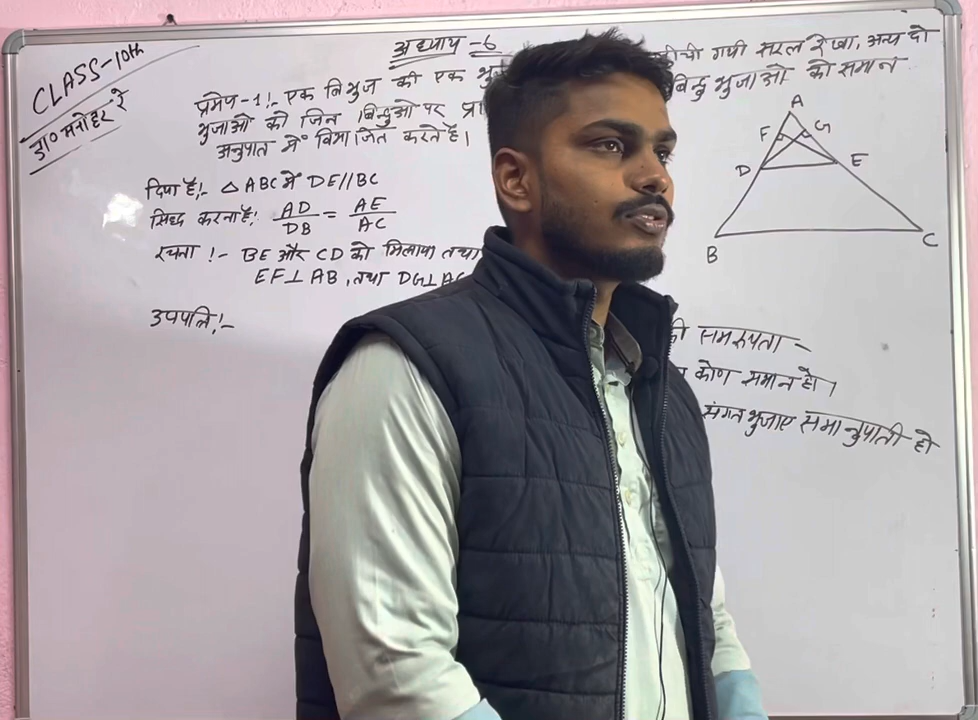 CLASS-10th
डा० मनोहर रे
अध्याय-6
प्रमेय-1!- एक त्रिभुज की एक भु खींची गयी सरल रेखा, अन्य दो
भुजाओ को जिन बिन्दुओ पर प्र बिन्दु भुजाओ को समान
अनुपात में विभाजित करते है।
दिया है!- △ ABC में DE//BC
सिद्ध करना है! AD/DB = AE/AC
रचना !- BE और CD को मिलाया तथा
EF⊥ AB, तथा DG⊥AC
उपपत्ति!-
A
F G
D E
B C
की समरूपता -
कोण समान हो।
संगत भुजाए समानुपाती हो